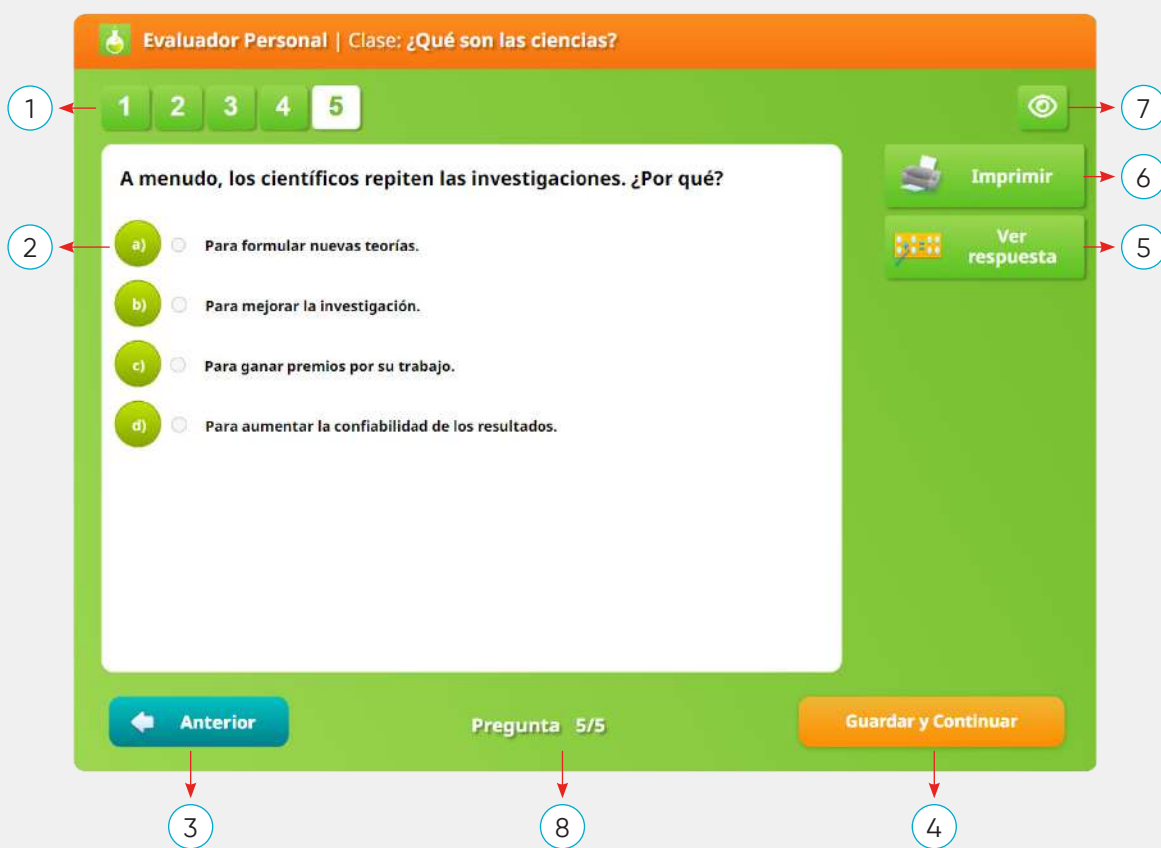 Evaluador Personal | Clase: ¿Qué son las ciencias?
1 1 2 3 4 5 7
A menudo, los científicos repiten las investigaciones. ¿Por qué?
Imprimir 6
2 a) Para formular nuevas teorías.
Ver
respuesta
5
b) Para mejorar la investigación.
c) Para ganar premios por su trabajo.
d) Para aumentar la confiabilidad de los resultados.
Anterior
Pregunta 5/5
Guardar y Continuar
3 8 4